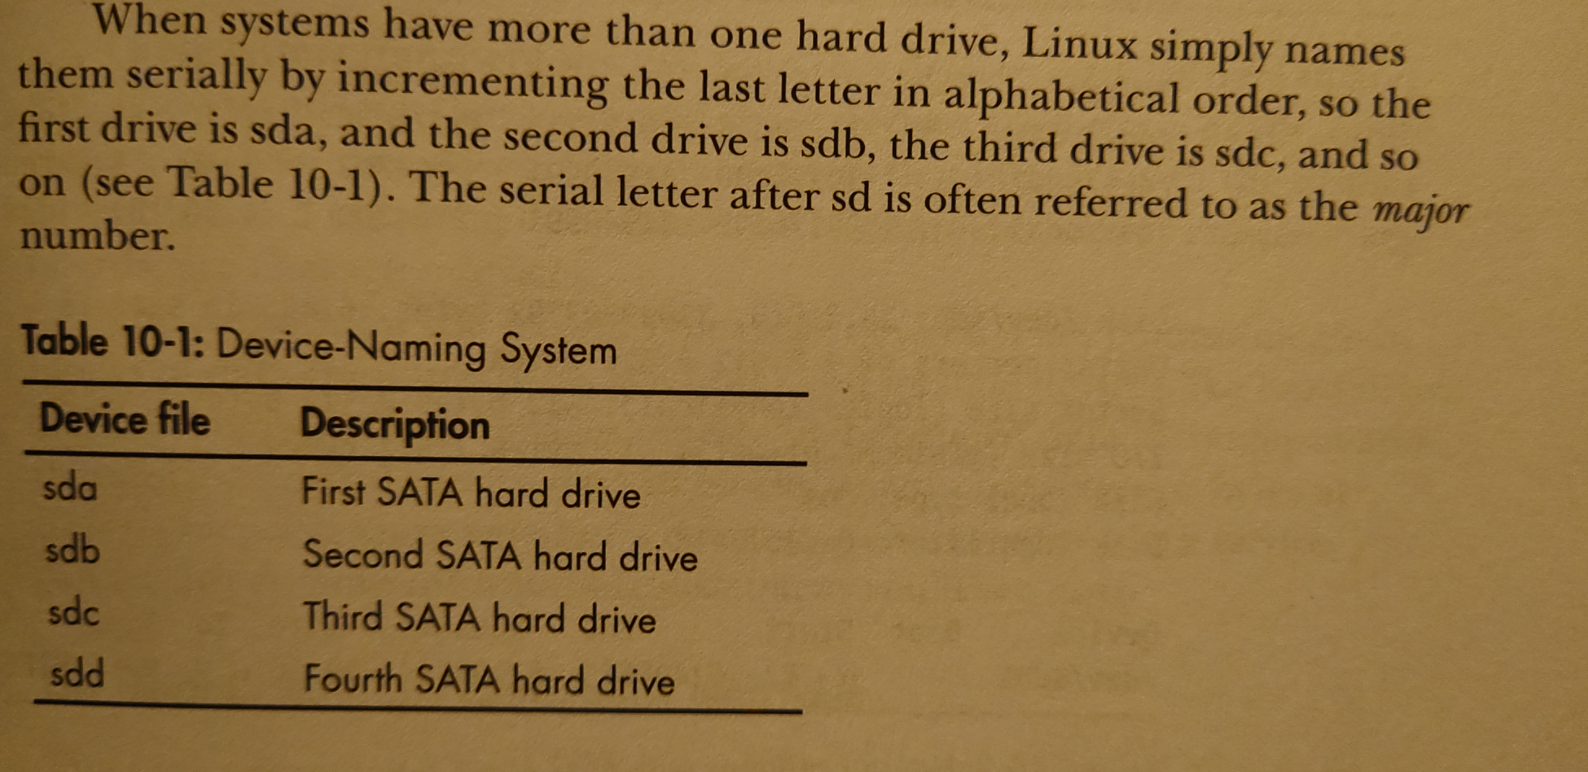 When systems have more than one hard drive, Linux simply names
them serially by incrementing the last letter in alphabetical order, so the
first drive is sda, and the second drive is sdb, the third drive is sdc, and so
on (see Table 10-1). The serial letter after sd is often referred to as the major
number.
Table 10-1: Device-Naming System
Device file Description
sda First SATA hard drive
sdb Second SATA hard drive
sdc Third SATA hard drive
sdd Fourth SATA hard drive